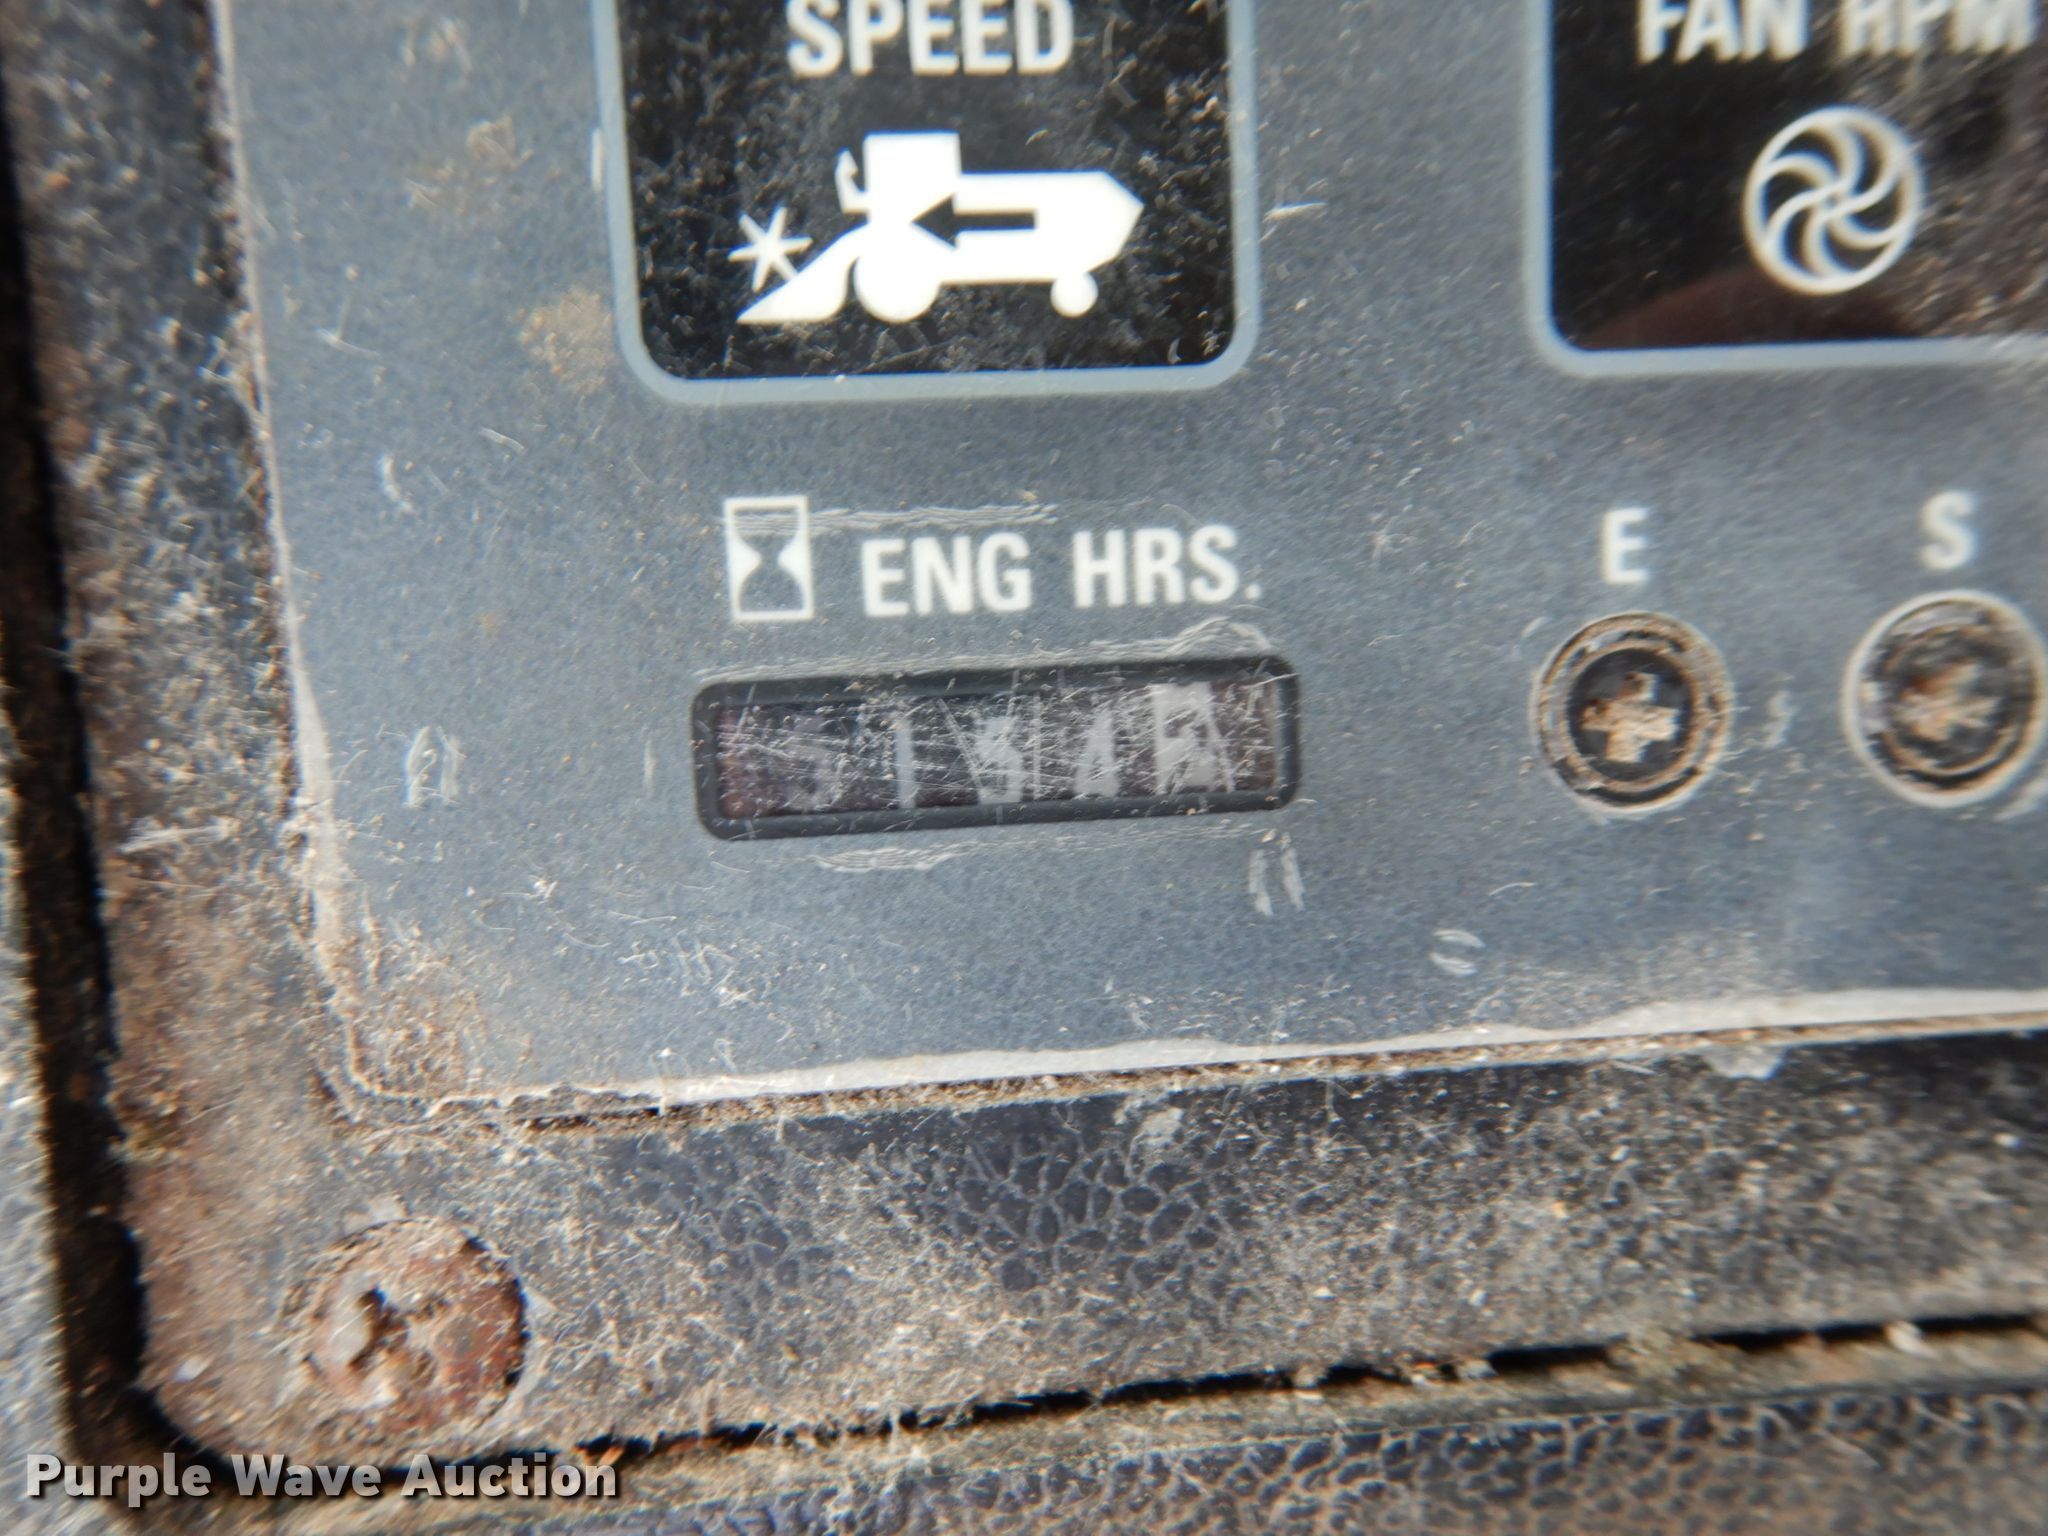 SPEED
FAN RPM
ENG HRS.
E
S
Purple Wave Auction